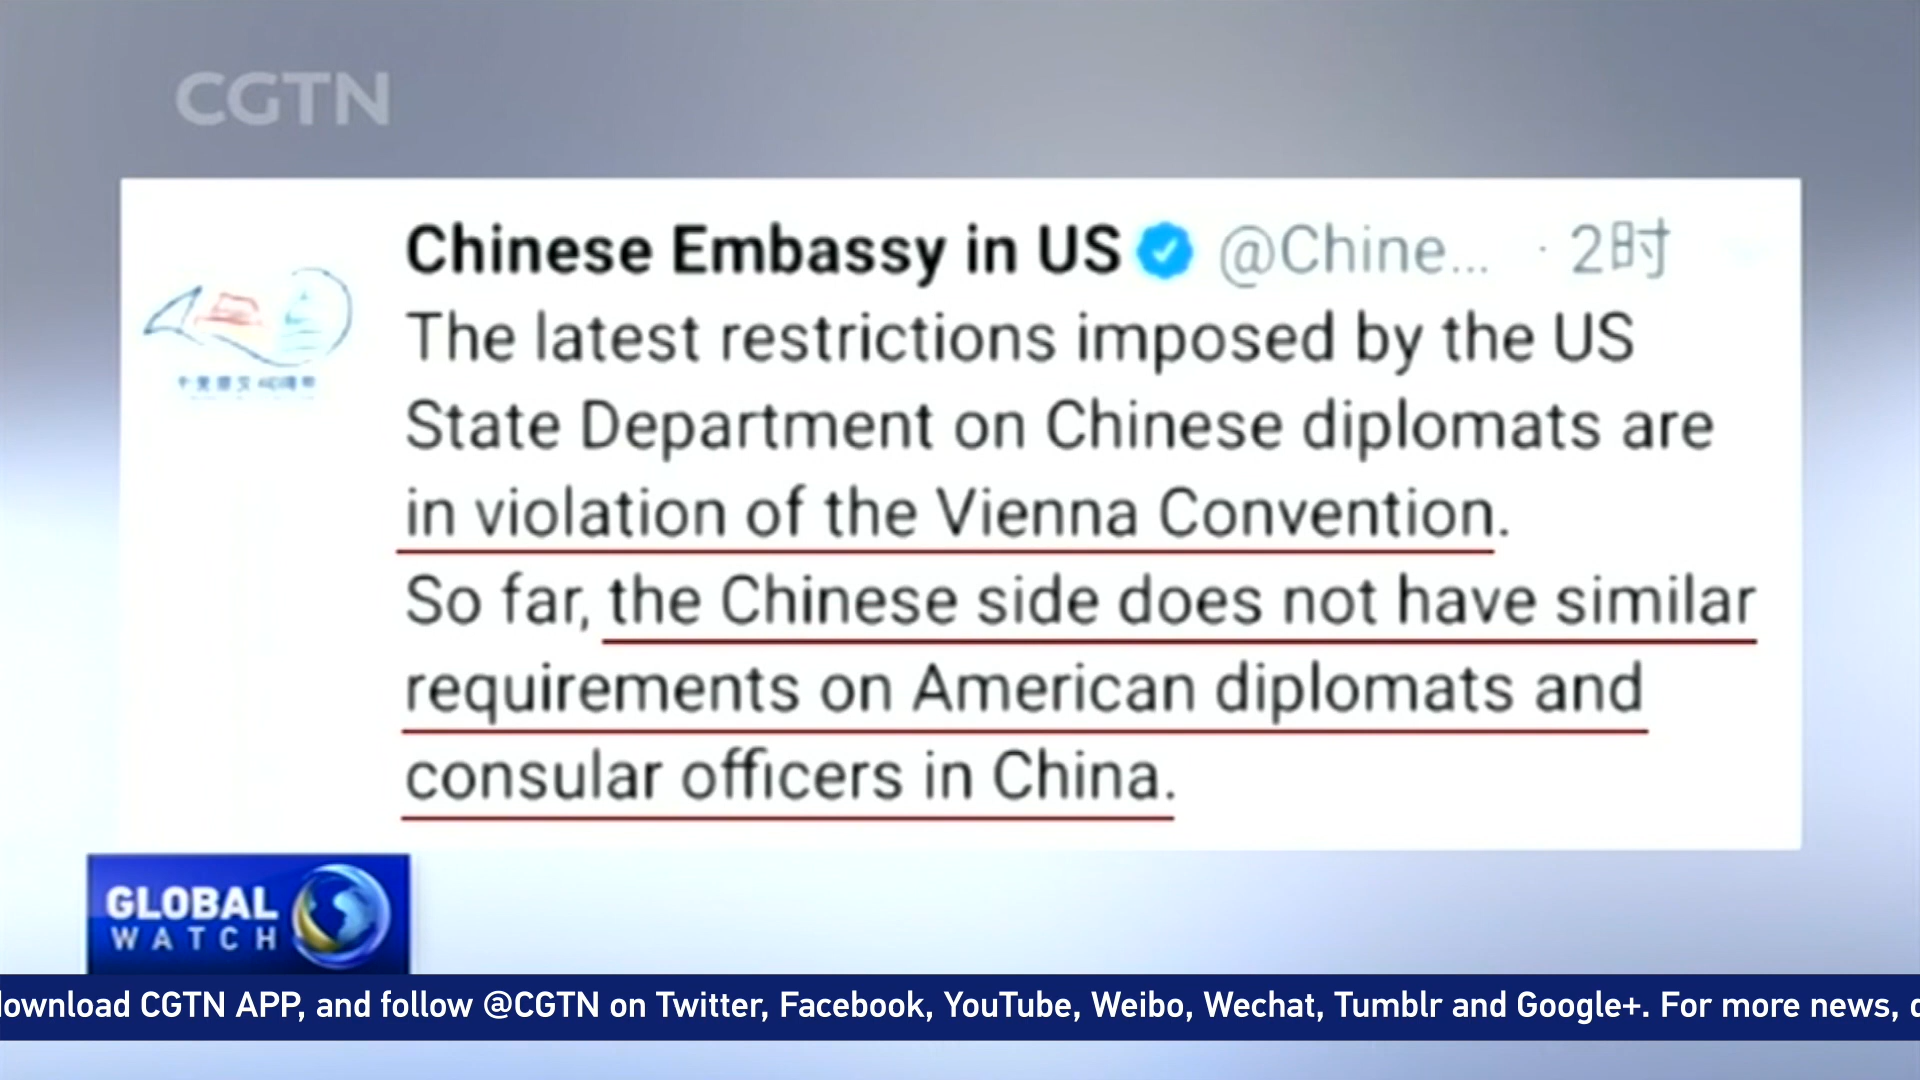 CGTN
Chinese Embassy in US @Chine... · 2时
The latest restrictions imposed by the US
State Department on Chinese diplomats are
in violation of the Vienna Convention.
So far, the Chinese side does not have similar
requirements on American diplomats and
consular officers in China.
GLOBAL
WATCH
download CGTN APP, and follow @CGTN on Twitter, Facebook, YouTube, Weibo, Wechat, Tumblr and Google+. For more news,